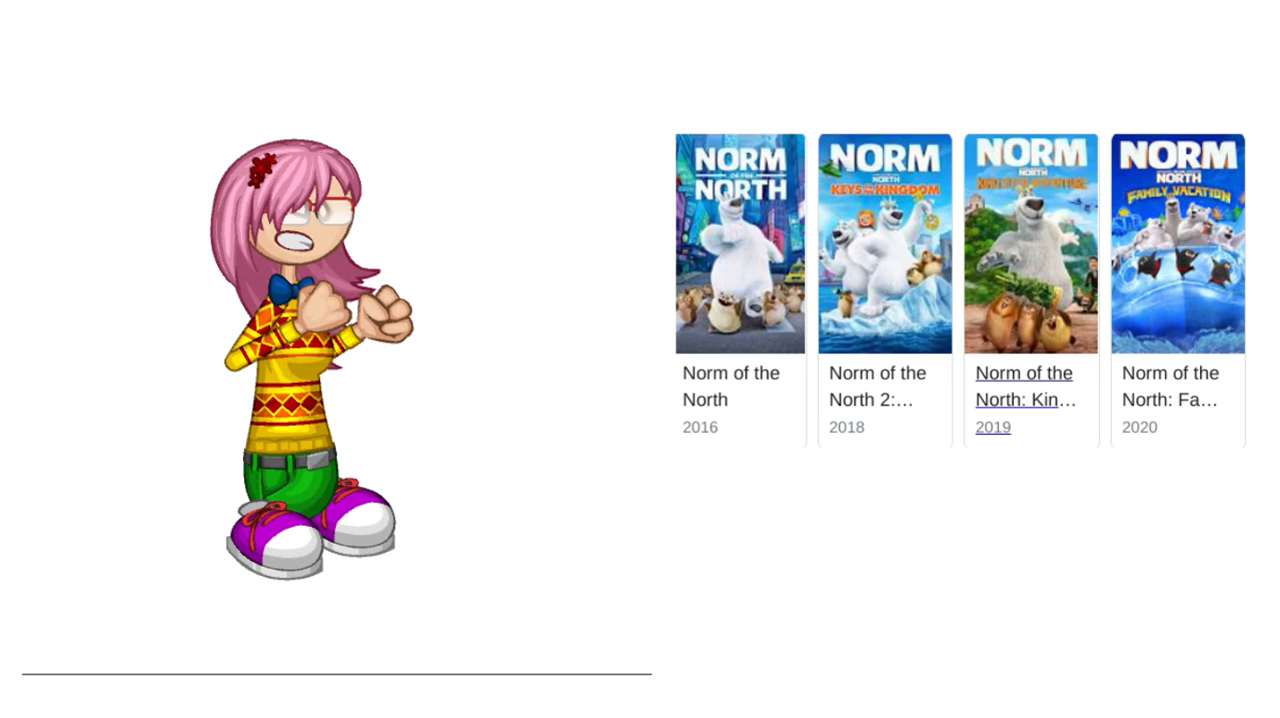 NORM
OF THE
NORTH
Norm of the
North
2016
NORM
NORTH
KEYS TO THE KINGDOM
Norm of the
North 2:...
2018
NORM
NORTH
Norm of the
North: Kin...
2019
NORM
NORTH
FAMILY VACATION
Norm of the
North: Fa...
2020